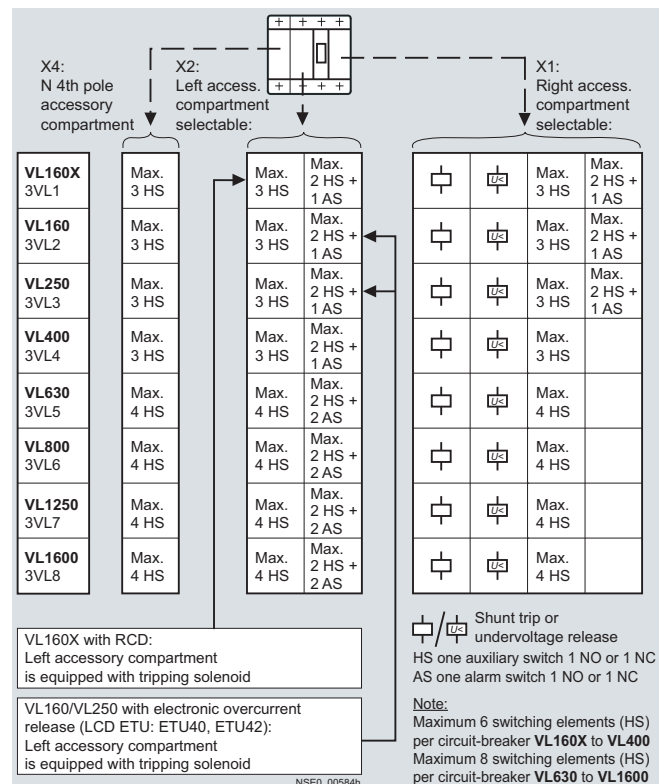 X4:
N 4th pole
accessory
compartment
X2:
Left access.
compartment
selectable:
X1:
Right access.
compartment
selectable:
VL160X
3VL1
Max.
3 HS
Max.
3 HS
Max.
2 HS +
1 AS
U<
Max.
3 HS
Max.
2 HS +
1 AS
VL160
3VL2
Max.
3 HS
Max.
3 HS
Max.
2 HS +
1 AS
U<
Max.
3 HS
Max.
2 HS +
1 AS
VL250
3VL3
Max.
3 HS
Max.
3 HS
Max.
2 HS +
1 AS
U<
Max.
3 HS
Max.
2 HS +
1 AS
VL400
3VL4
Max.
3 HS
Max.
3 HS
Max.
2 HS +
1 AS
U<
Max.
3 HS
VL630
3VL5
Max.
4 HS
Max.
4 HS
Max.
2 HS +
2 AS
U<
Max.
4 HS
VL800
3VL6
Max.
4 HS
Max.
4 HS
Max.
2 HS +
2 AS
U<
Max.
4 HS
VL1250
3VL7
Max.
4 HS
Max.
4 HS
Max.
2 HS +
2 AS
U<
Max.
4 HS
VL1600
3VL8
Max.
4 HS
Max.
4 HS
Max.
2 HS +
2 AS
U<
Max.
4 HS
VL160X with RCD:
Left accessory compartment
is equipped with tripping solenoid
VL160/VL250 with electronic overcurrent
release (LCD ETU: ETU40, ETU42):
Left accessory compartment
is equipped with tripping solenoid
NSE0_00584h
U< Shunt trip or
undervoltage release
HS one auxiliary switch 1 NO or 1 NC
AS one alarm switch 1 NO or 1 NC
Note:
Maximum 6 switching elements (HS)
per circuit-breaker VL160X to VL400
Maximum 8 switching elements (HS)
per circuit-breaker VL630 to VL1600